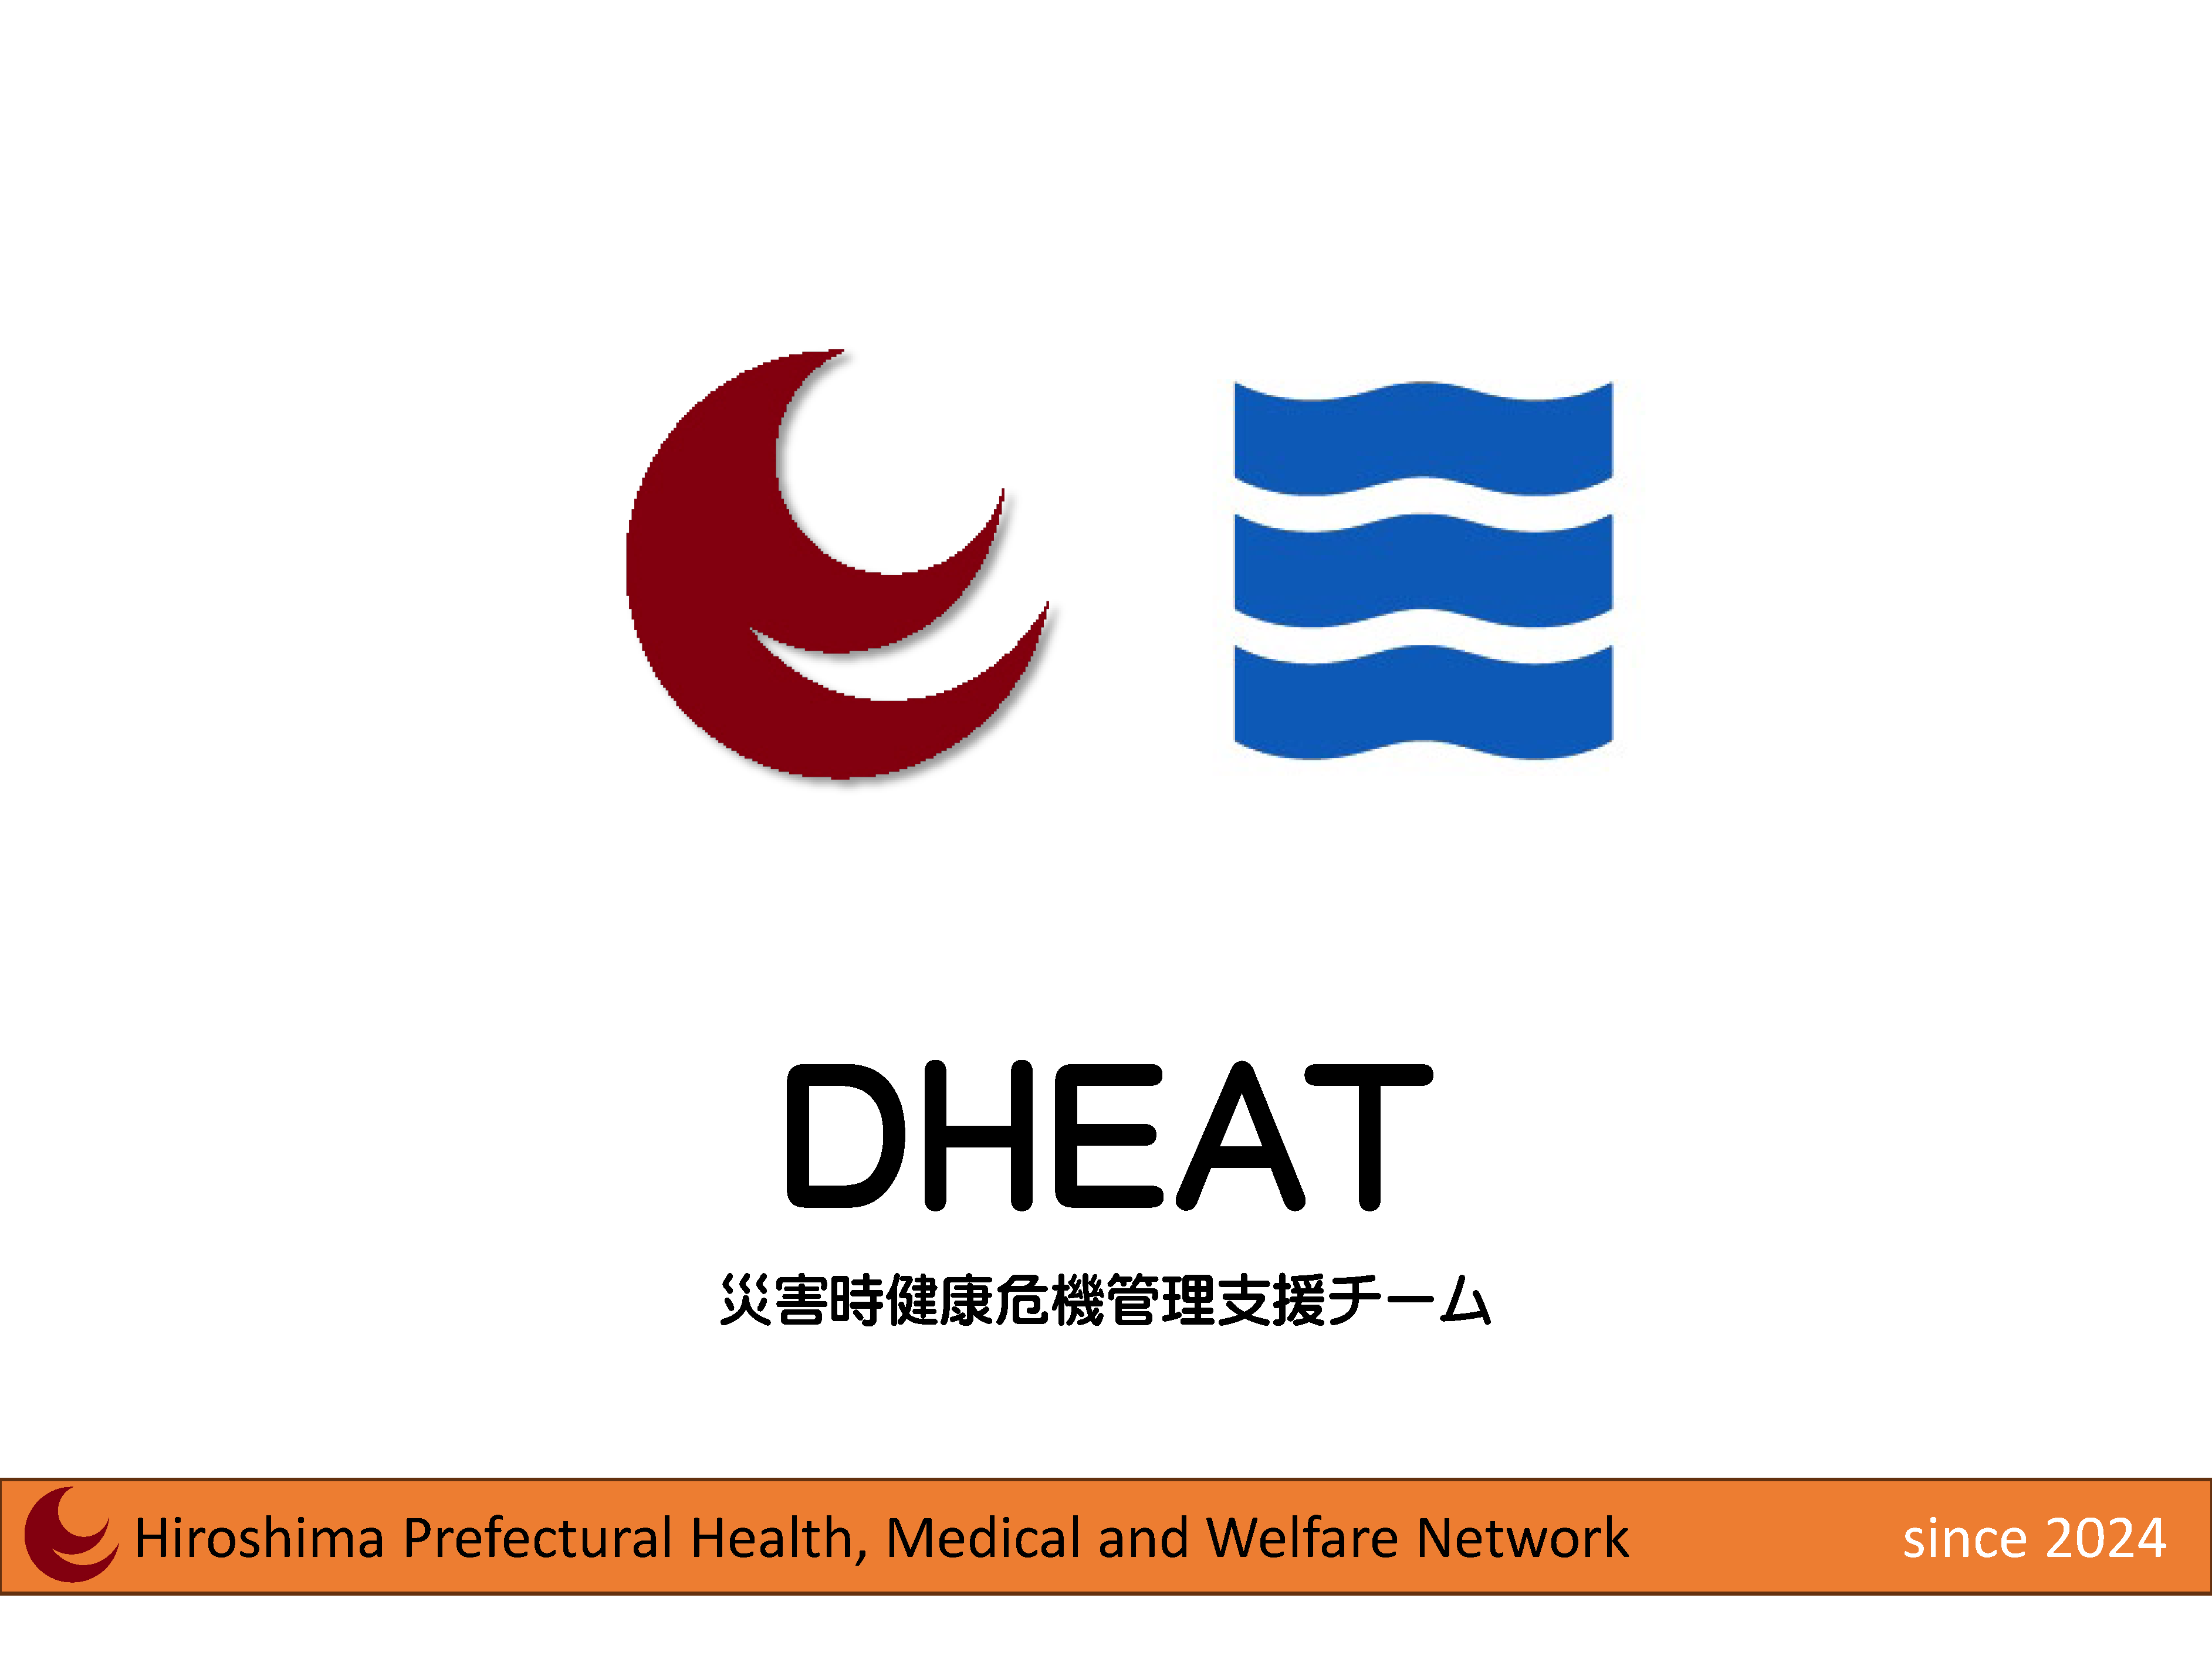 DHEAT
災害時健康危機管理支援チーム
Hiroshima Prefectural Health, Medical and Welfare Network since 2024